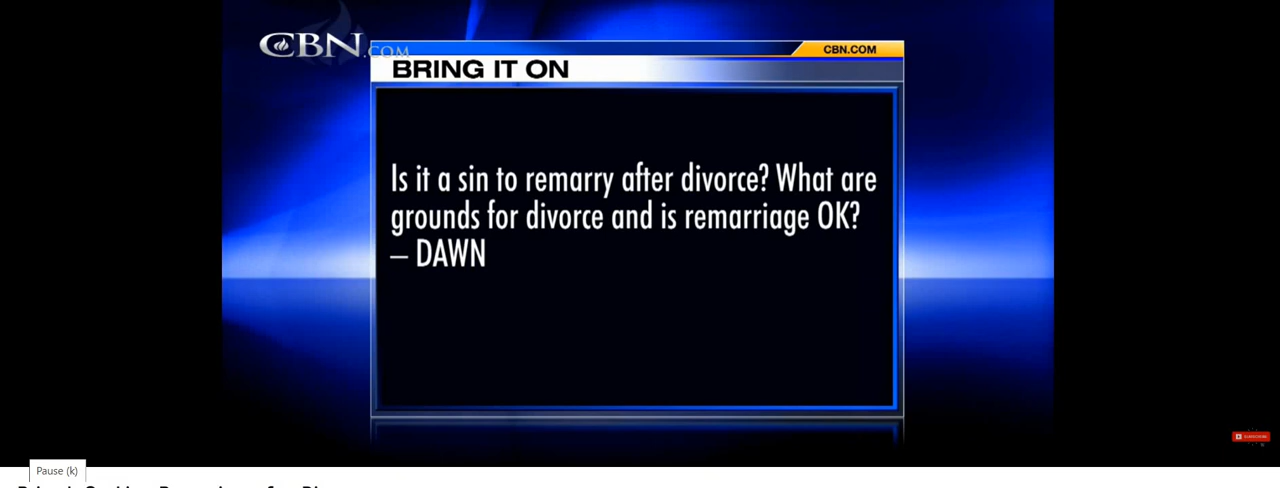 CBN.COM
CBN.COM
BRING IT ON
Is it a sin to remarry after divorce? What are
grounds for divorce and is remarriage OK?
– DAWN
SUBSCRIBE
Pause (k)